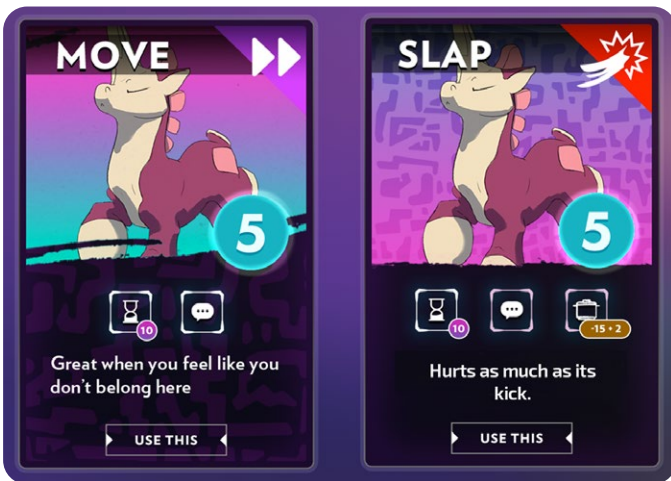 MOVE
5
10
Great when you feel like you
don't belong here
USE THIS
SLAP
5
10
-15 + 2
Hurts as much as its
kick.
USE THIS